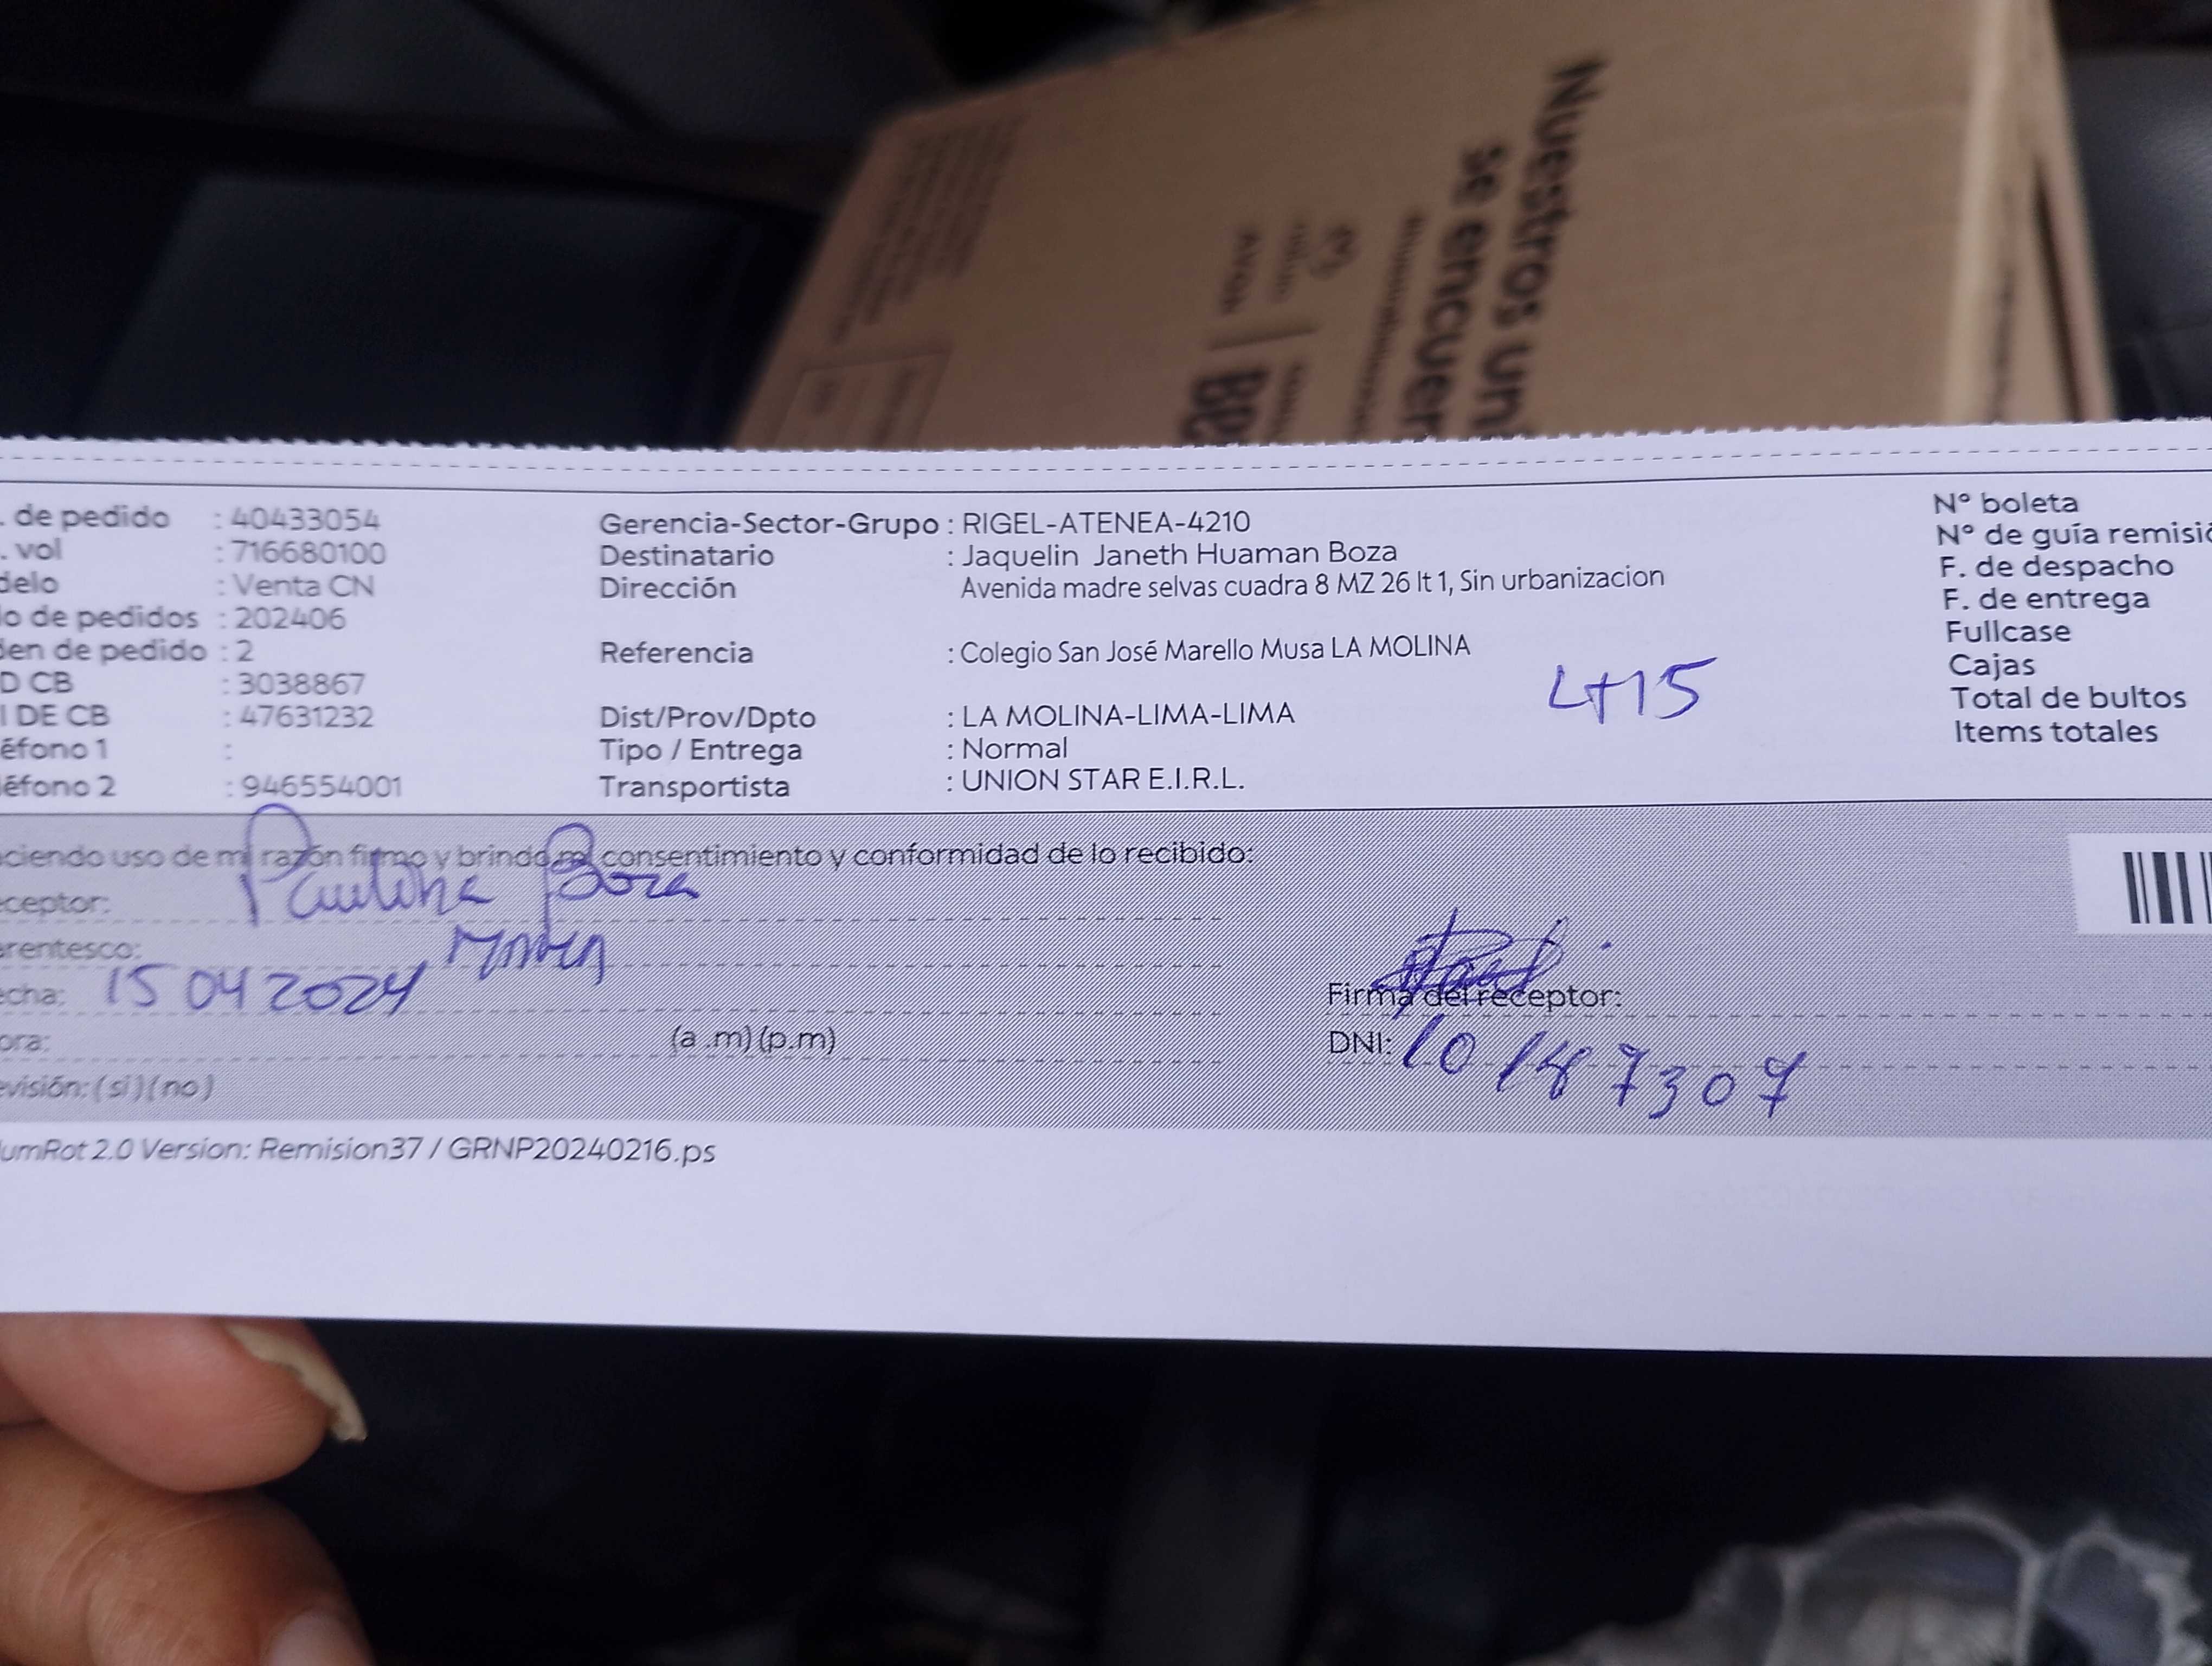 . de pedido : 40433054
. vol : 716680100
delo : Venta CN
o de pedidos : 202406
den de pedido : 2
D CB : 3038867
I DE CB : 47631232
éfono 1 :
éfono 2 : 946554001
Gerencia-Sector-Grupo : RIGEL-ATENEA-4210
Destinatario : Jaquelin Janeth Huaman Boza
Dirección Avenida madre selvas cuadra 8 MZ 26 lt 1, Sin urbanizacion
Referencia : Colegio San José Marello Musa LA MOLINA
Dist/Prov/Dpto : LA MOLINA-LIMA-LIMA
Tipo / Entrega : Normal
Transportista : UNION STAR E.I.R.L.
Lt15
N° boleta
N° de guía remisió
F. de despacho
F. de entrega
Fullcase
Cajas
Total de bultos
Items totales
ciendo uso de mi razón firmo y brindo mi consentimiento y conformidad de lo recibido:
ceptor: Paulina Boza
rentesco:
cha: 15 04 2024
ora: (a .m) (p.m)
visión: (si) (no)
Firma del receptor:
DNI: 10187307
umRot 2.0 Version: Remision37 / GRNP20240216.ps
Nuestros uni
se encuer